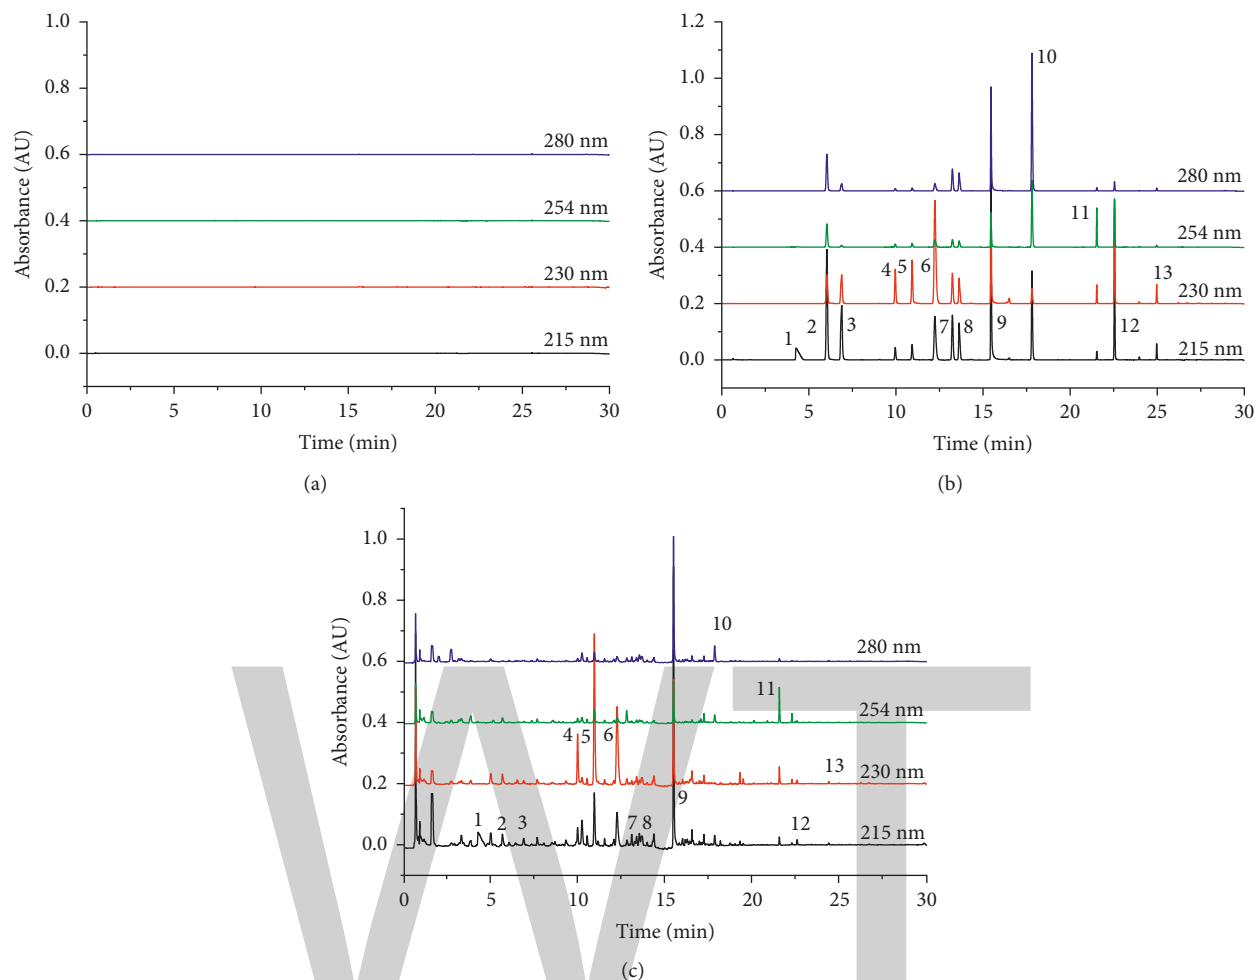 1.0
0.8
0.6
0.4
0.2
0.0
Absorbance (AU)
280 nm
254 nm
230 nm
215 nm
0 5 10 15 20 25 30
Time (min)
(a)
1.2
1.0
0.8
0.6
0.4
0.2
0.0
Absorbance (AU)
10
280 nm
11
254 nm
4 5 6
13
230 nm
1 2 3 7 8 9 12
215 nm
0 5 10 15 20 25 30
Time (min)
(b)
1.0
0.8
0.6
0.4
0.2
0.0
Absorbance (AU)
10
280 nm
11
254 nm
4 5 6
13
230 nm
1 2 3 7 8 9 12
215 nm
0 5 10 15 20 25 30
Time (min)
(c)
WT